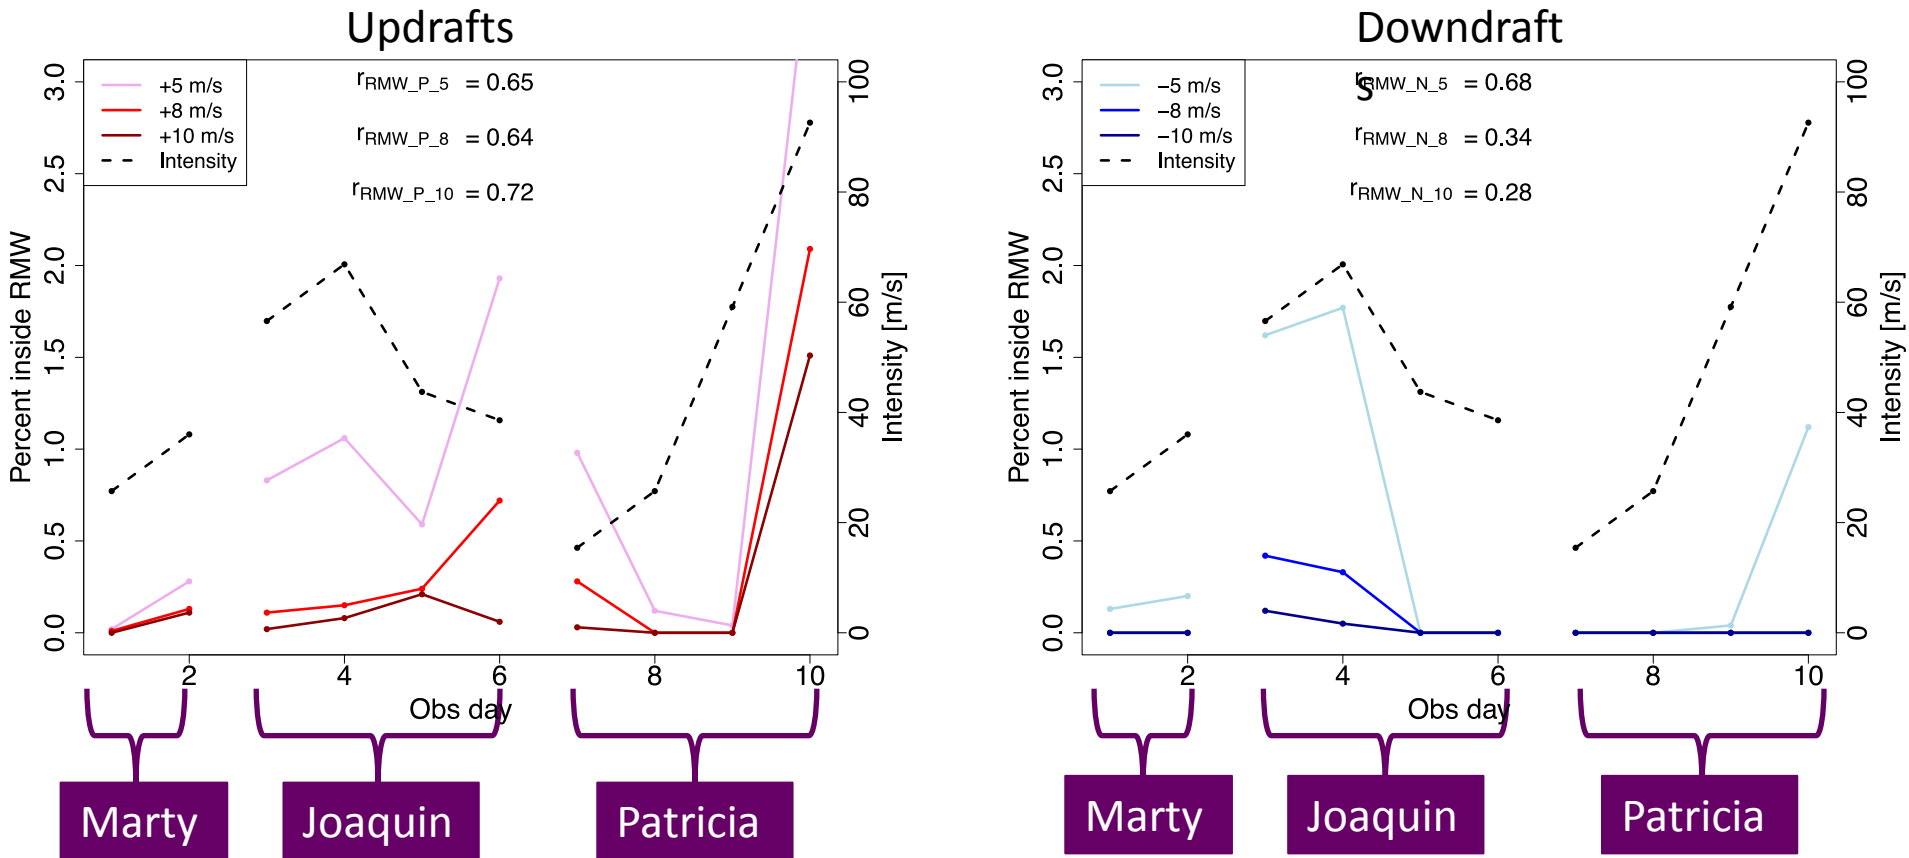 Updrafts
+5 m/s
+8 m/s
+10 m/s
Intensity
rRMW_P_5 = 0.65
rRMW_P_8 = 0.64
rRMW_P_10 = 0.72
Percent inside RMW
0.0
0.5
1.0
1.5
2.0
2.5
3.0
Intensity [m/s]
0
20
40
60
80
100
2
4
6
8
10
Obs day
Marty
Joaquin
Patricia
Downdraft
s
−5 m/s
−8 m/s
−10 m/s
Intensity
rRMW_N_5 = 0.68
rRMW_N_8 = 0.34
rRMW_N_10 = 0.28
Percent inside RMW
0.0
0.5
1.0
1.5
2.0
2.5
3.0
Intensity [m/s]
0
20
40
60
80
100
2
4
6
8
10
Obs day
Marty
Joaquin
Patricia